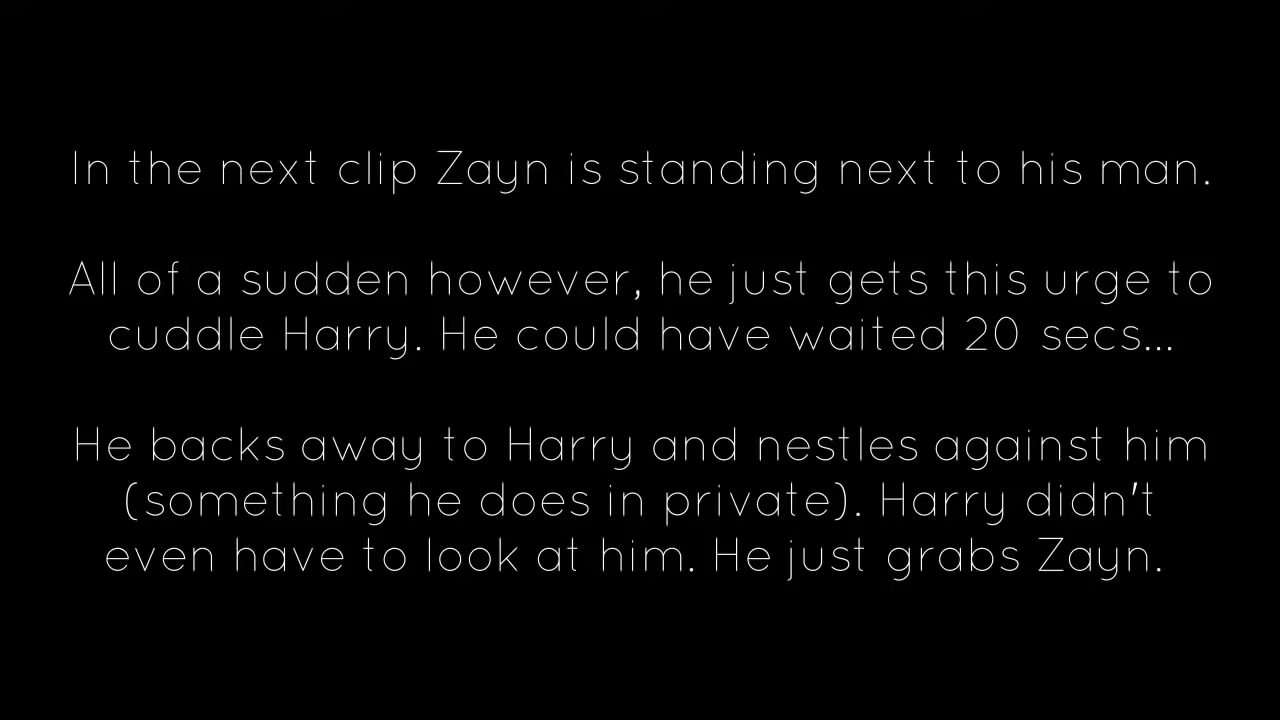 In the next clip Zayn is standing next to his man.
All of a sudden however, he just gets this urge to
cuddle Harry. He could have waited 20 secs...
He backs away to Harry and nestles against him
(something he does in private). Harry didn't
even have to look at him. He just grabs Zayn.